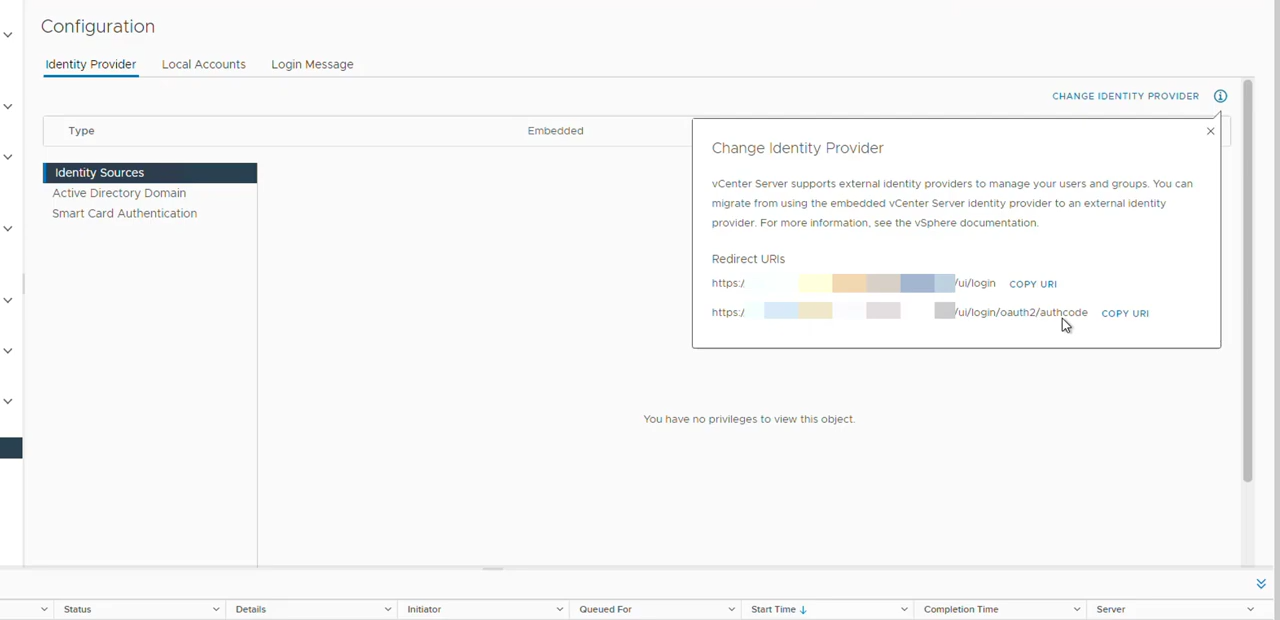 Configuration
Identity Provider Local Accounts Login Message
CHANGE IDENTITY PROVIDER
Type Embedded
Identity Sources
Active Directory Domain
Smart Card Authentication
Change Identity Provider
vCenter Server supports external identity providers to manage your users and groups. You can
migrate from using the embedded vCenter Server identity provider to an external identity
provider. For more information, see the vSphere documentation.
Redirect URIs
https:/ /ui/login COPY URI
https:/ /ui/login/oauth2/authcode COPY URI
You have no privileges to view this object.
Status Details Initiator Queued For Start Time ↓ Completion Time Server